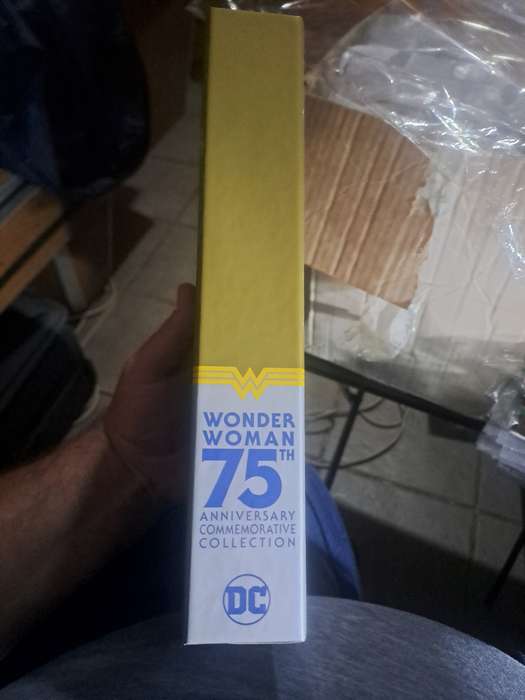 WONDER
WOMAN
75TH
ANNIVERSARY
COMMEMORATIVE
COLLECTION
DC